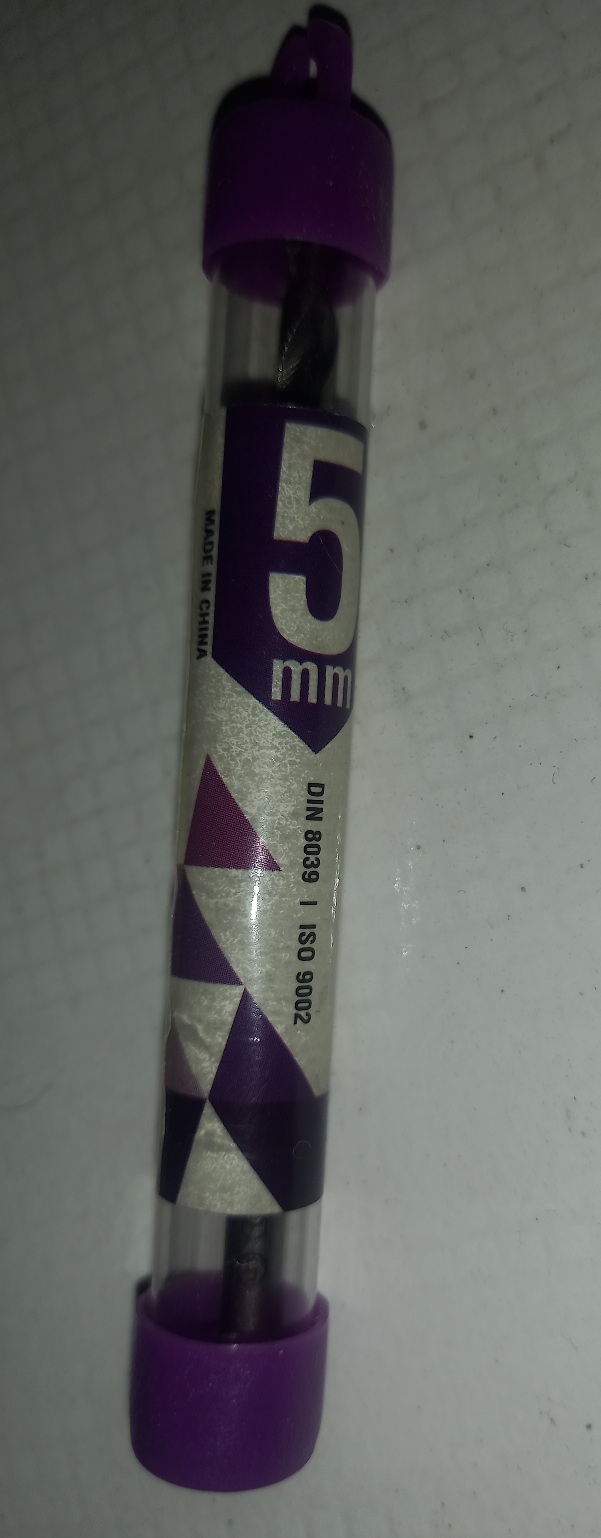 5
mm
MADE IN CHINA
DIN 8039 | ISO 9002